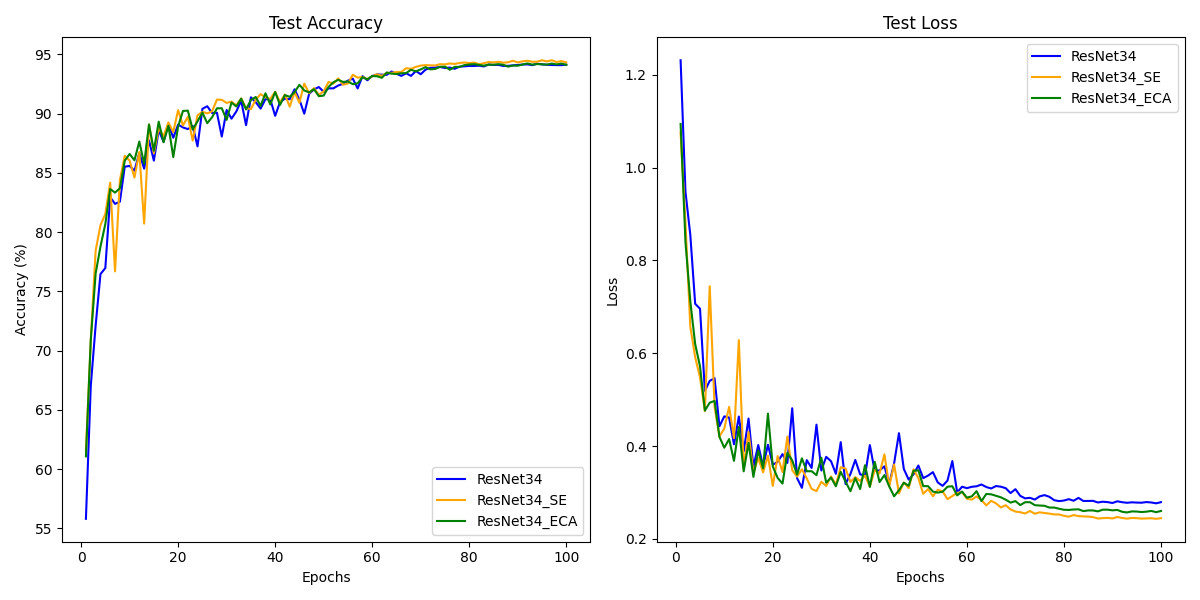 Test Accuracy
Accuracy (%)
95
90
85
80
75
70
65
60
55
0 20 40 60 80 100
Epochs
ResNet34
ResNet34_SE
ResNet34_ECA
Test Loss
Loss
1.2
1.0
0.8
0.6
0.4
0.2
0 20 40 60 80 100
Epochs
ResNet34
ResNet34_SE
ResNet34_ECA